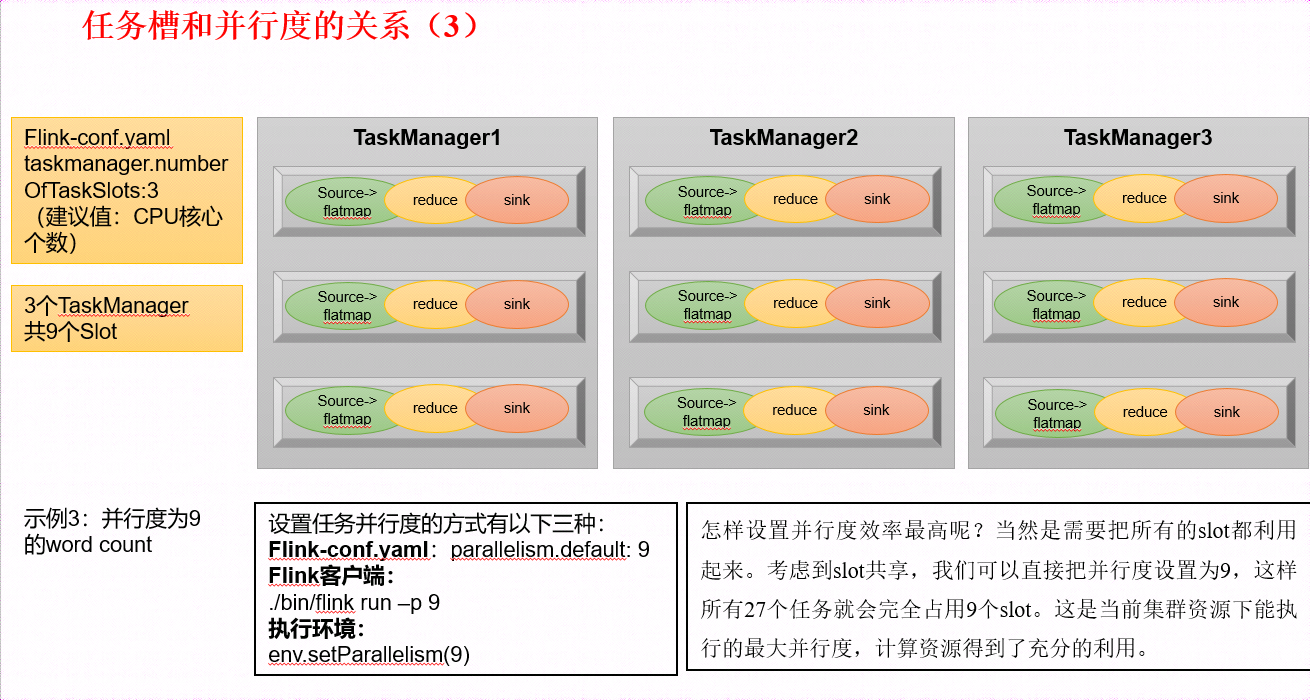 任务槽和并行度的关系（3）
Flink-conf.yaml
taskmanager.number
OfTaskSlots:3
（建议值：CPU核心
个数）
3个TaskManager
共9个Slot
TaskManager1
Source->
flatmap
reduce
sink
Source->
flatmap
reduce
sink
Source->
flatmap
reduce
sink
TaskManager2
Source->
flatmap
reduce
sink
Source->
flatmap
reduce
sink
Source->
flatmap
reduce
sink
TaskManager3
Source->
flatmap
reduce
sink
Source->
flatmap
reduce
sink
Source->
flatmap
reduce
sink
示例3：并行度为9
的word count
设置任务并行度的方式有以下三种：
Flink-conf.yaml：parallelism.default: 9
Flink客户端：
./bin/flink run –p 9
执行环境：
env.setParallelism(9)
怎样设置并行度效率最高呢？当然是需要把所有的slot都利用
起来。考虑到slot共享，我们可以直接把并行度设置为9，这样
所有27个任务就会完全占用9个slot。这是当前集群资源下能执
行的最大并行度，计算资源得到了充分的利用。